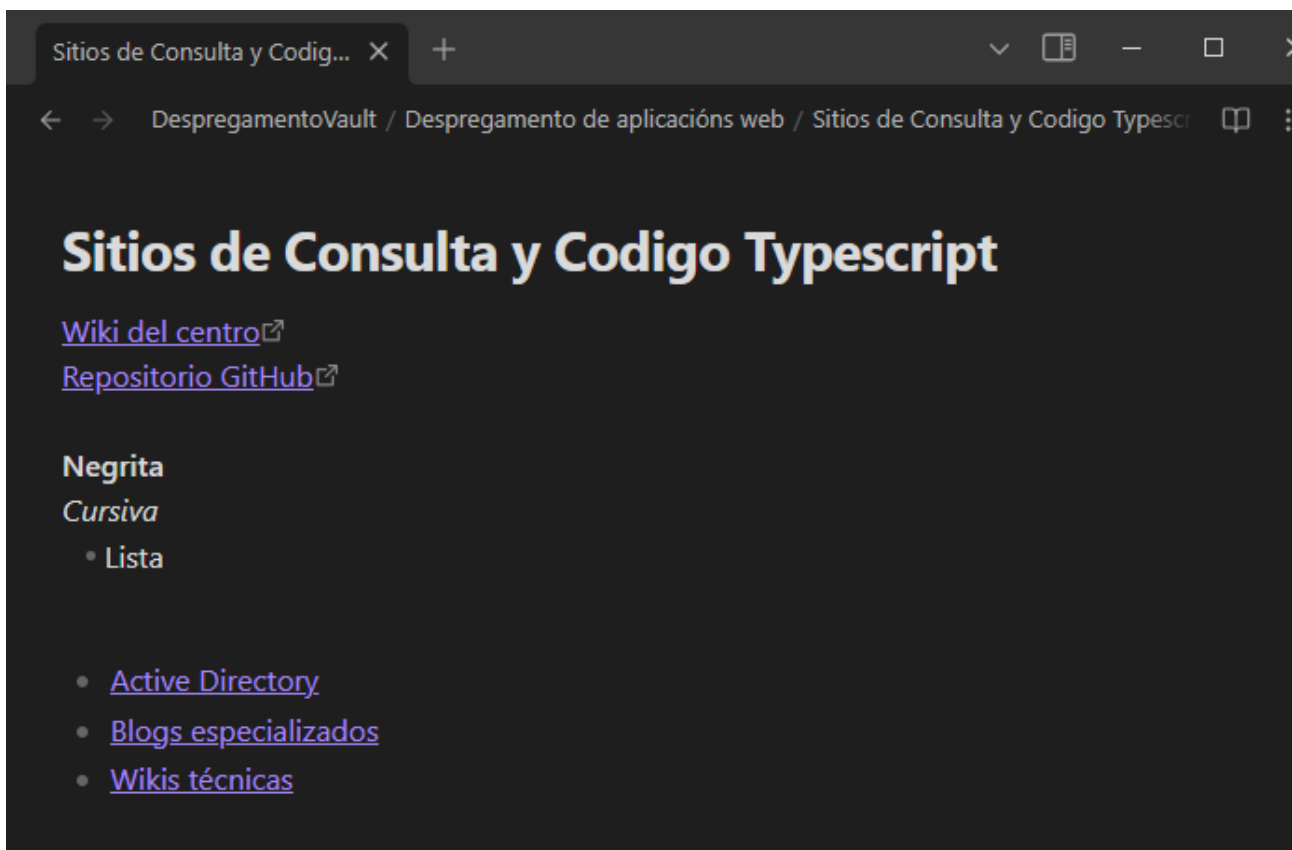 Sitios de Consulta y Codig...
DespregamentoVault / Despregamento de aplicacións web / Sitios de Consulta y Codigo Typescr
Sitios de Consulta y Codigo Typescript
Wiki del centro
Repositorio GitHub
Negrita
Cursiva
• Lista
• Active Directory
• Blogs especializados
• Wikis técnicas